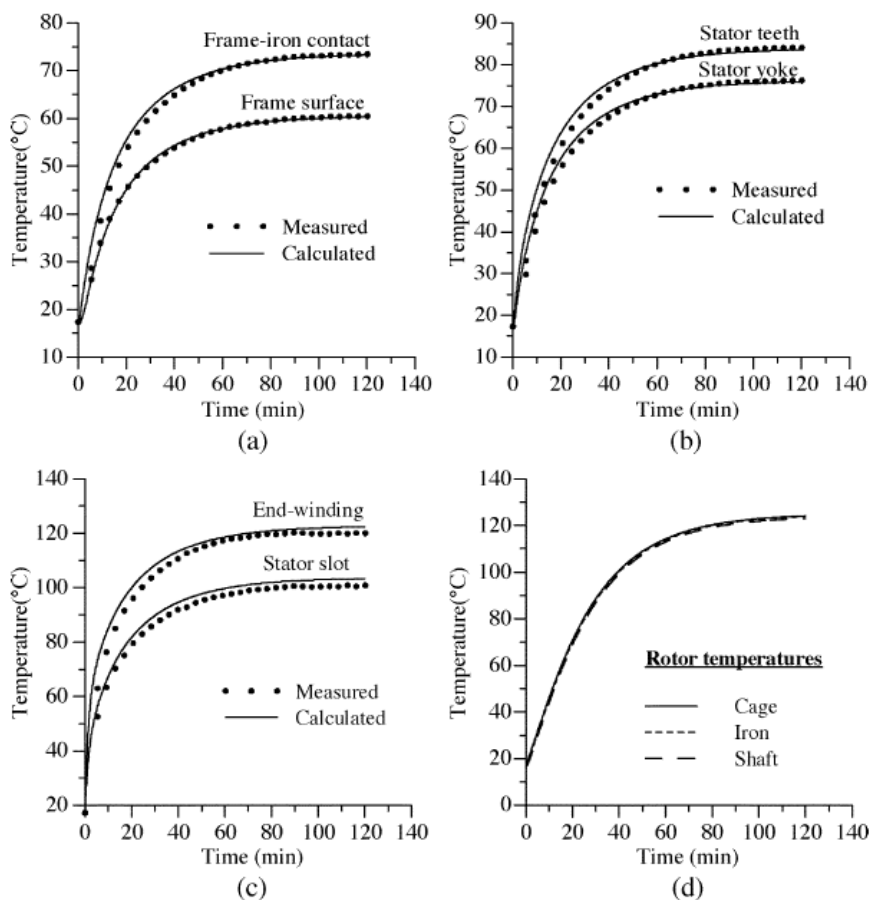 80
70
60
50
40
30
20
10
Temperature(°C)
Frame-iron contact
Frame surface
Measured
Calculated
0 20 40 60 80 100 120 140
Time (min)
(a)
90
80
70
60
50
40
30
20
10
Temperature(°C)
Stator teeth
Stator yoke
Measured
Calculated
0 20 40 60 80 100 120 140
Time (min)
(b)
140
120
100
80
60
40
20
Temperature(°C)
End-winding
Stator slot
Measured
Calculated
0 20 40 60 80 100 120 140
Time (min)
(c)
140
120
100
80
60
40
20
0
Temperature(°C)
Rotor temperatures
Cage
Iron
Shaft
0 20 40 60 80 100 120 140
Time (min)
(d)